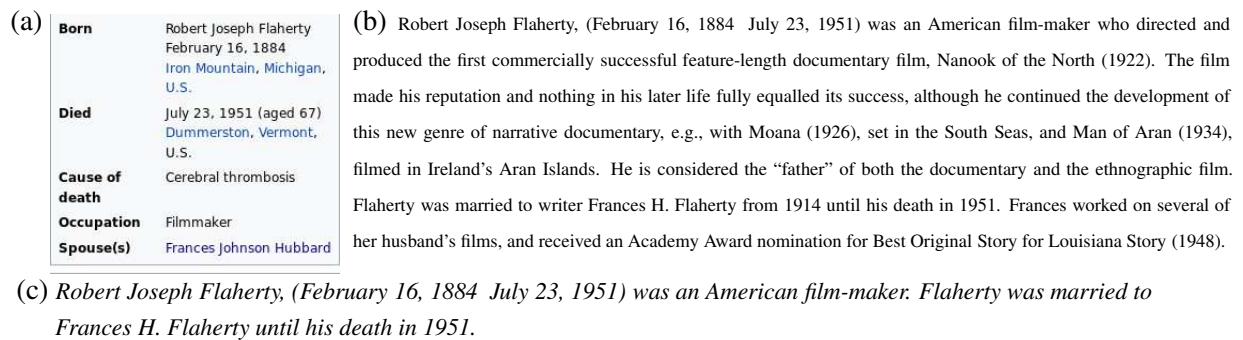 (a)
Born Robert Joseph Flaherty
February 16, 1884
Iron Mountain, Michigan,
U.S.
Died July 23, 1951 (aged 67)
Dummerston, Vermont,
U.S.
Cause of Cerebral thrombosis
death
Occupation Filmmaker
Spouse(s) Frances Johnson Hubbard
(b) Robert Joseph Flaherty, (February 16, 1884 July 23, 1951) was an American film-maker who directed and
produced the first commercially successful feature-length documentary film, Nanook of the North (1922). The film
made his reputation and nothing in his later life fully equalled its success, although he continued the development of
this new genre of narrative documentary, e.g., with Moana (1926), set in the South Seas, and Man of Aran (1934),
filmed in Ireland's Aran Islands. He is considered the “father” of both the documentary and the ethnographic film.
Flaherty was married to writer Frances H. Flaherty from 1914 until his death in 1951. Frances worked on several of
her husband's films, and received an Academy Award nomination for Best Original Story for Louisiana Story (1948).
(c) Robert Joseph Flaherty, (February 16, 1884 July 23, 1951) was an American film-maker. Flaherty was married to
Frances H. Flaherty until his death in 1951.